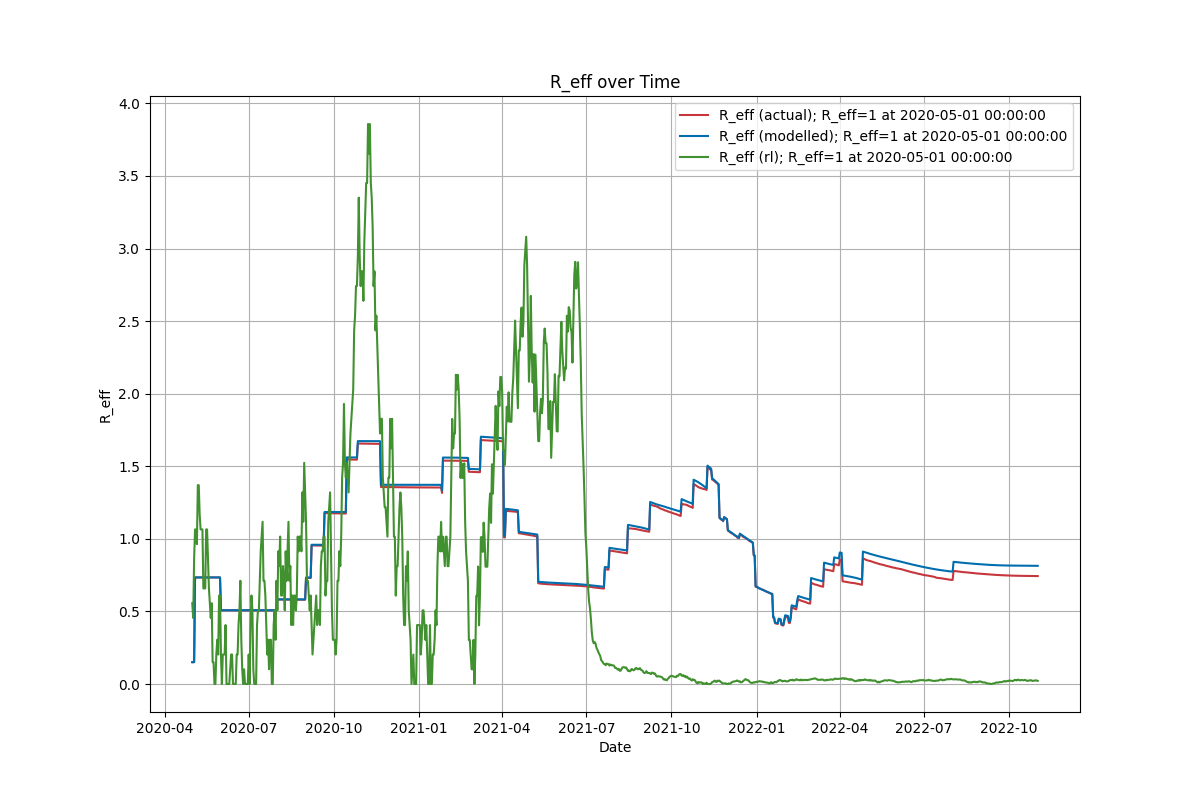 R_eff over Time
R_eff (actual); R_eff=1 at 2020-05-01 00:00:00
R_eff (modelled); R_eff=1 at 2020-05-01 00:00:00
R_eff (rl); R_eff=1 at 2020-05-01 00:00:00
4.0
3.5
3.0
2.5
2.0
1.5
1.0
0.5
0.0
R_eff
2020-04 2020-07 2020-10 2021-01 2021-04 2021-07 2021-10 2022-01 2022-04 2022-07 2022-10
Date